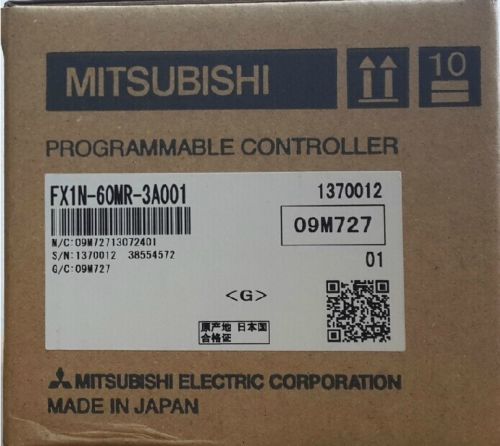 MITSUBISHI
10
PROGRAMMABLE CONTROLLER
FX1N-60MR-3A001
1370012
09M727
M/C:09M72713072401
S/N:1370012 38554572
G/C:09M727
01
<G>
原产地 日本国
合格证
MITSUBISHI ELECTRIC CORPORATION
MADE IN JAPAN